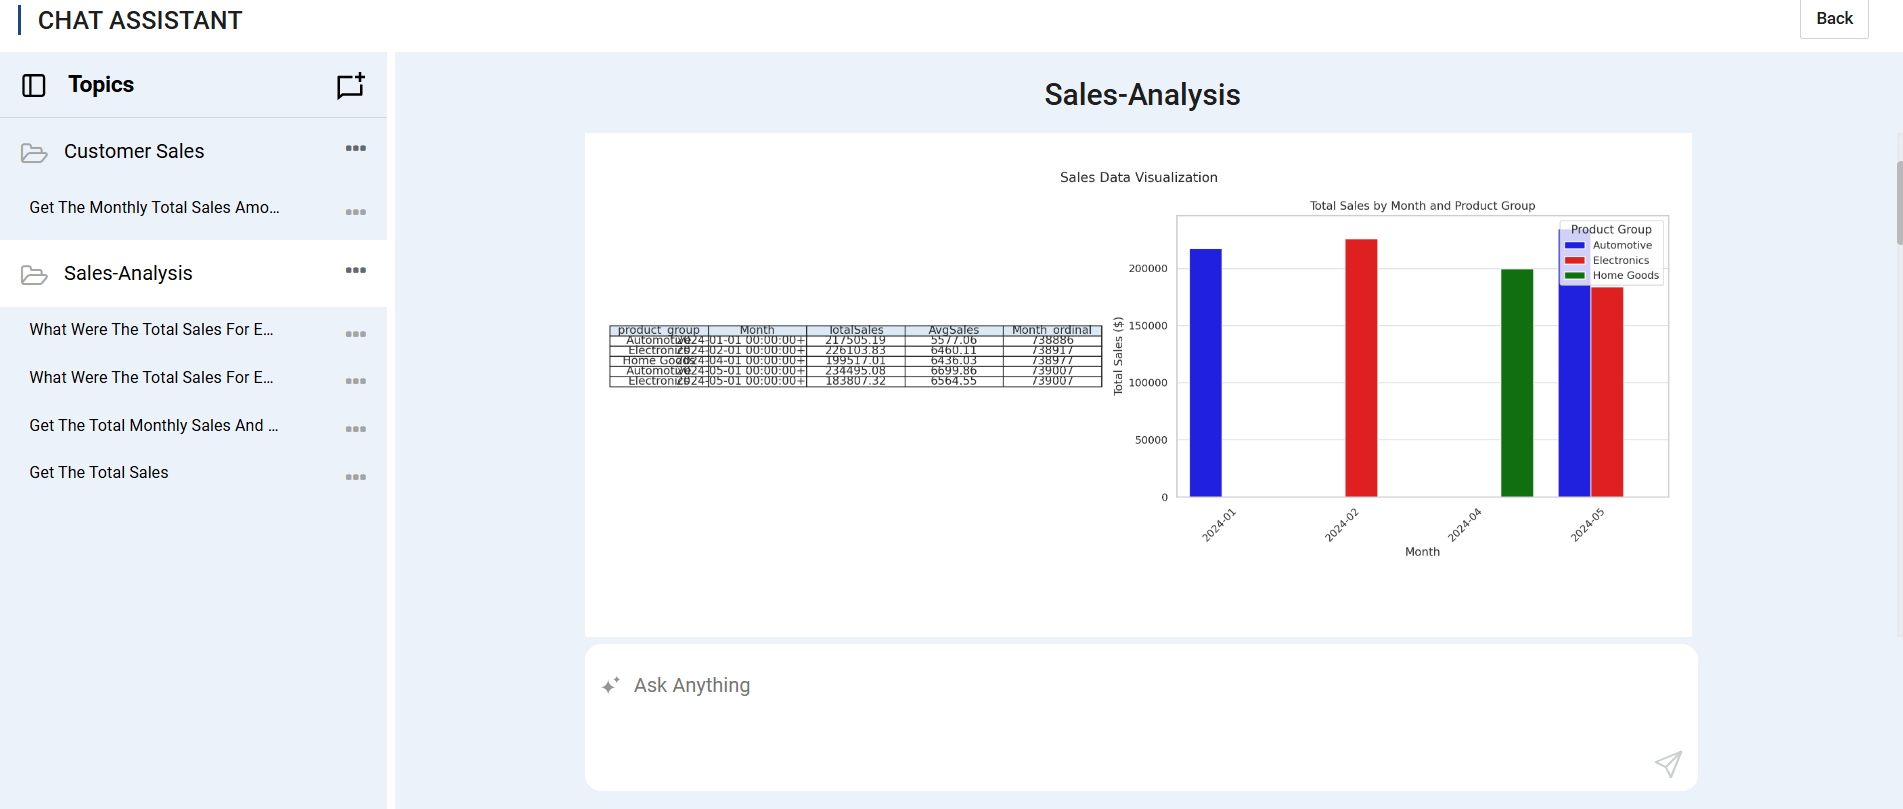 CHAT ASSISTANT
Back
Topics
Customer Sales
Get The Monthly Total Sales Amo...
Sales-Analysis
What Were The Total Sales For E...
What Were The Total Sales For E...
Get The Total Monthly Sales And ...
Get The Total Sales
Sales-Analysis
Sales Data Visualization
product_group Month TotalSales AvgSales Month_ordinal
Automotive 2024-01-01 00:00:00+ 217505.19 5577.06 738886
Electronics 2024-02-01 00:00:00+ 226103.83 6460.11 738917
Home Goods 2024-04-01 00:00:00+ 199517.01 6436.03 738977
Automotive 2024-05-01 00:00:00+ 234495.08 6699.86 739007
Electronics 2024-05-01 00:00:00+ 183807.32 6564.55 739007
Total Sales by Month and Product Group
Product Group
Automotive
Electronics
Home Goods
Total Sales ($)
200000
150000
100000
50000
0
2024-01
2024-02
2024-04
2024-05
Month
Ask Anything